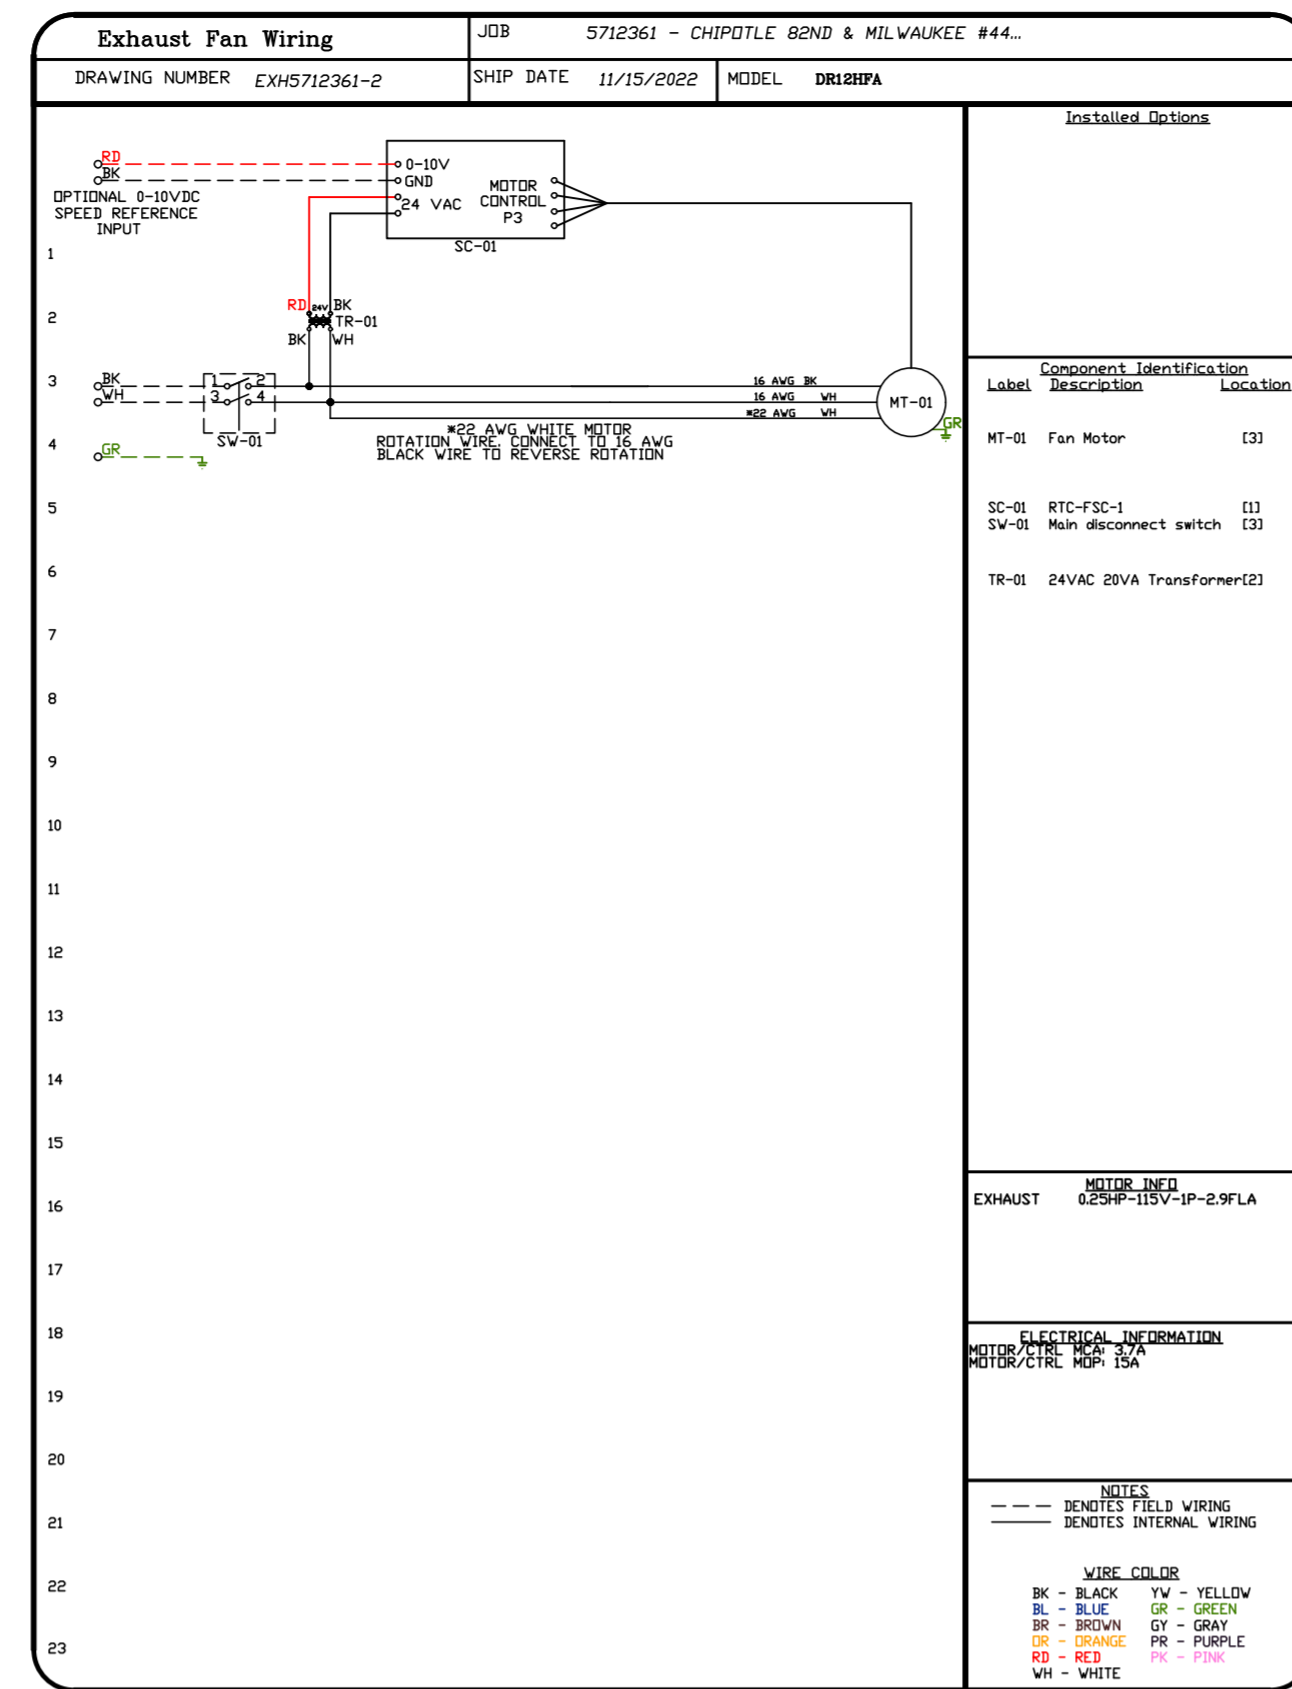 Exhaust Fan Wiring
JOB 5712361 - CHIPOTLE 82ND & MILWAUKEE #44...
DRAWING NUMBER EXH5712361-2
SHIP DATE 11/15/2022
MODEL DR12HFA
RD
BK
OPTIONAL 0-10VDC
SPEED REFERENCE
INPUT
0-10V
GND
24 VAC
MOTOR
CONTROL
P3
SC-01
RD 24V BK
TR-01
BK WH
BK
WH
1 2
3 4
SW-01
GR
16 AWG BK
16 AWG WH
*22 AWG WH
MT-01
GR
*22 AWG WHITE MOTOR
ROTATION WIRE. CONNECT TO 16 AWG
BLACK WIRE TO REVERSE ROTATION
1
2
3
4
5
6
7
8
9
10
11
12
13
14
15
16
17
18
19
20
21
22
23
Installed Options
Component Identification
Label Description Location
MT-01 Fan Motor [3]
SC-01 RTC-FSC-1 [1]
SW-01 Main disconnect switch [3]
TR-01 24VAC 20VA Transformer[2]
MOTOR INFO
EXHAUST 0.25HP-115V-1P-2.9FLA
ELECTRICAL INFORMATION
MOTOR/CTRL MCA: 3.7A
MOTOR/CTRL MOP: 15A
NOTES
DENOTES FIELD WIRING
DENOTES INTERNAL WIRING
WIRE COLOR
BK - BLACK YW - YELLOW
BL - BLUE GR - GREEN
BR - BROWN GY - GRAY
OR - ORANGE PR - PURPLE
RD - RED PK - PINK
WH - WHITE